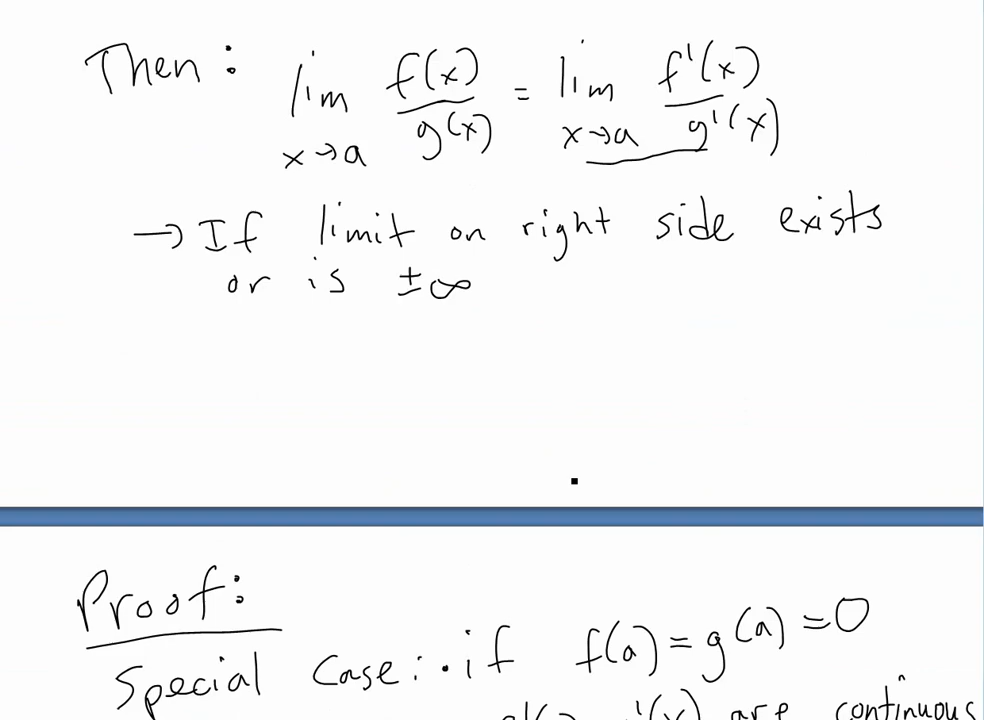 Then: lim x→a f(x)/g(x) = lim x→a f'(x)/g'(x)
→ If limit on right side exists
or is ±∞
Proof:
Special Case: • if f(a) = g(a) = 0
'(x) are continuous